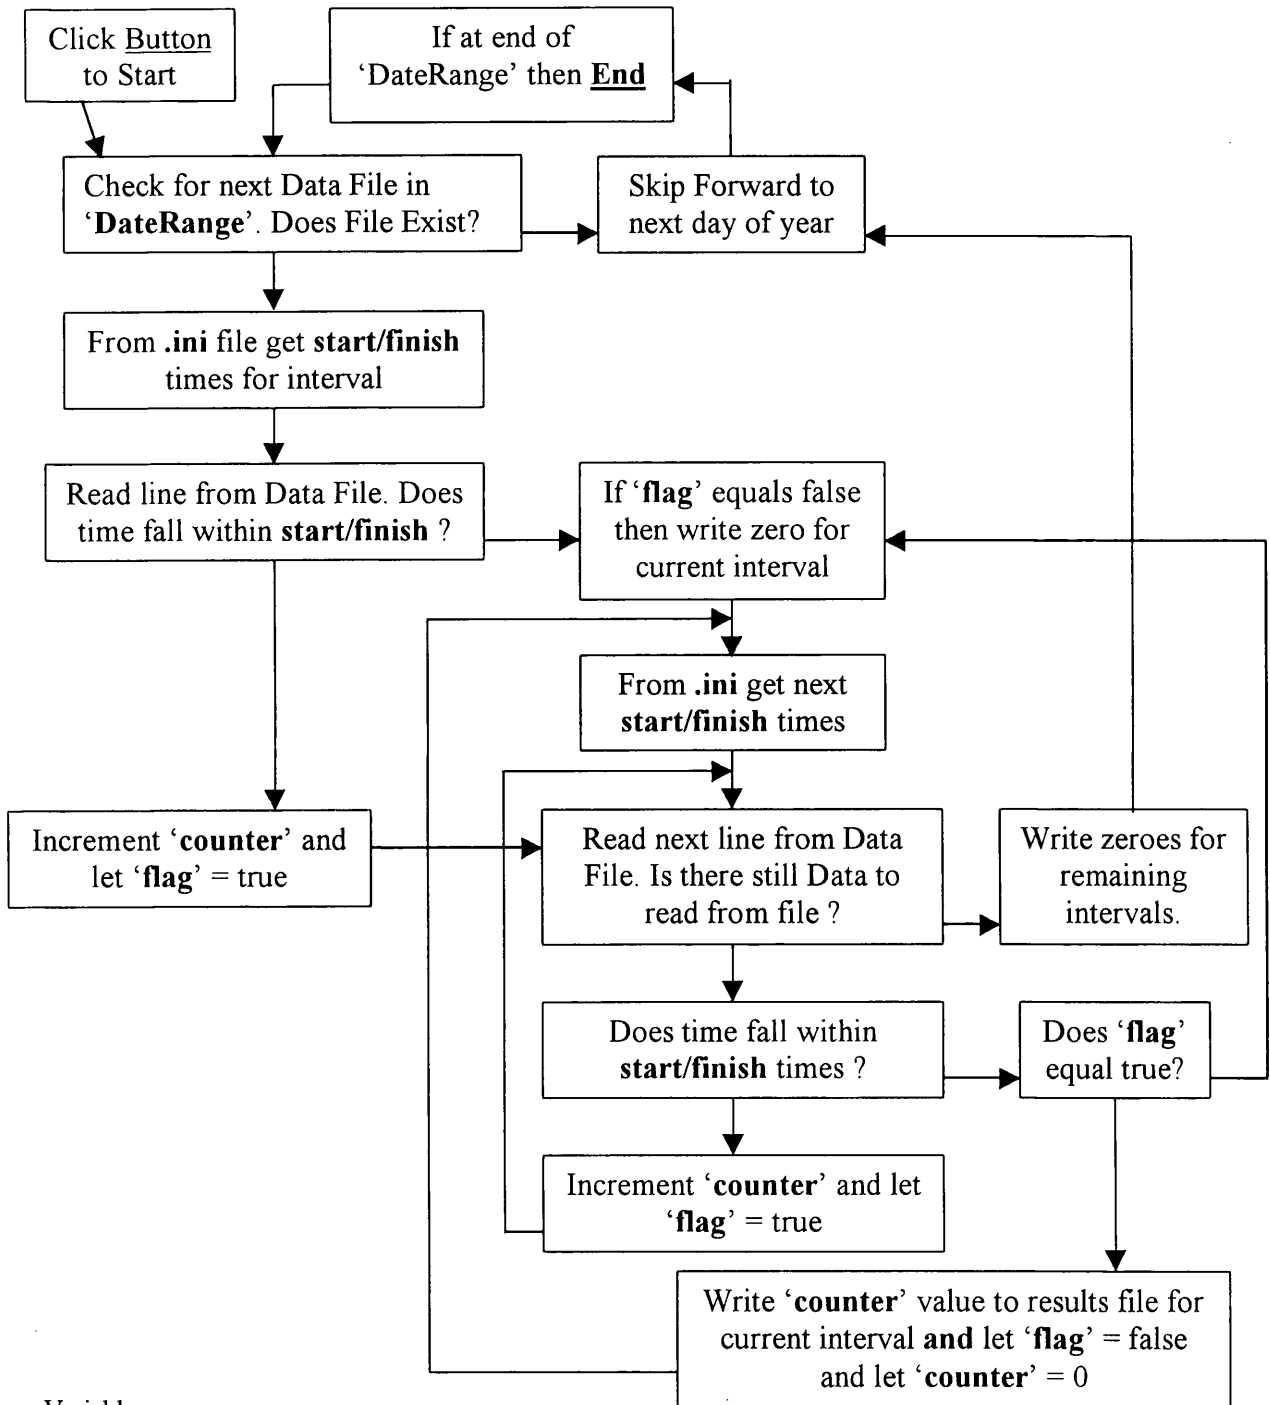 Click Button
to Start
If at end of
‘DateRange’ then End
Check for next Data File in
‘DateRange’. Does File Exist?
Skip Forward to
next day of year
From .ini file get start/finish
times for interval
Read line from Data File. Does
time fall within start/finish ?
If ‘flag’ equals false
then write zero for
current interval
From .ini get next
start/finish times
Increment ‘counter’ and
let ‘flag’ = true
Read next line from Data
File. Is there still Data to
read from file ?
Write zeroes for
remaining
intervals.
Does time fall within
start/finish times ?
Does ‘flag’
equal true?
Increment ‘counter’ and let
‘flag’ = true
Write ‘counter’ value to results file for
current interval and let ‘flag’ = false
and let ‘counter’ = 0